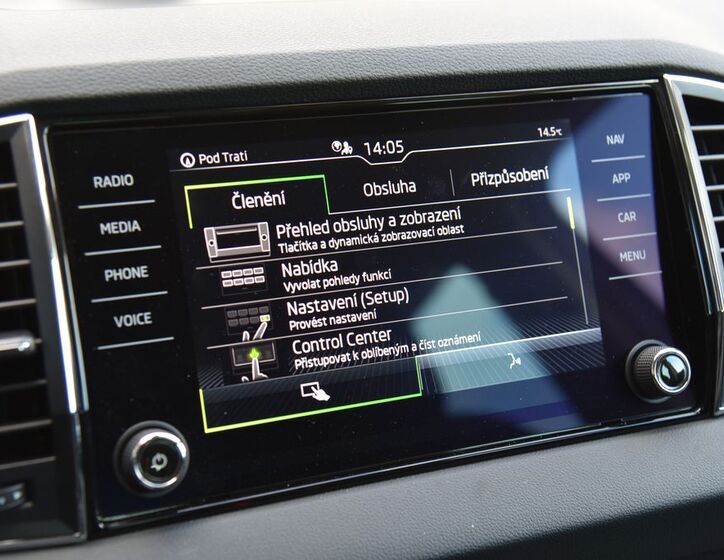 Pod Trati
14:05
14.5°C
RADIO
MEDIA
PHONE
VOICE
Členění
Obsluha
Přizpůsobení
Přehled obsluhy a zobrazení
Tlačítka a dynamická zobrazovací oblast
Nabídka
Vyvolat pohledy funkcí
Nastavení (Setup)
Provést nastavení
Control Center
Přistupovat k oblíbeným a číst oznámení
NAV
APP
CAR
MENU